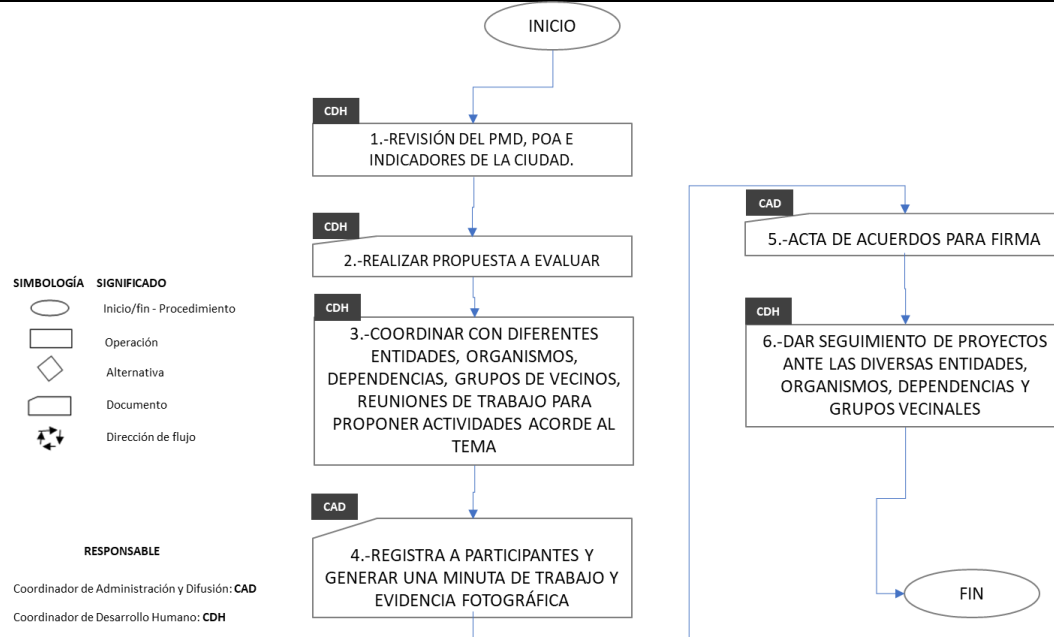 INICIO
CDH
1.-REVISIÓN DEL PMD, POA E
INDICADORES DE LA CIUDAD.
CDH
2.-REALIZAR PROPUESTA A EVALUAR
CDH
3.-COORDINAR CON DIFERENTES
ENTIDADES, ORGANISMOS,
DEPENDENCIAS, GRUPOS DE VECINOS,
REUNIONES DE TRABAJO PARA
PROPONER ACTIVIDADES ACORDE AL
TEMA
CAD
4.-REGISTRA A PARTICIPANTES Y
GENERAR UNA MINUTA DE TRABAJO Y
EVIDENCIA FOTOGRÁFICA
CAD
5.-ACTA DE ACUERDOS PARA FIRMA
CDH
6.-DAR SEGUIMIENTO DE PROYECTOS
ANTE LAS DIVERSAS ENTIDADES,
ORGANISMOS, DEPENDENCIAS Y
GRUPOS VECINALES
FIN
SIMBOLOGÍA SIGNIFICADO
Inicio/fin - Procedimiento
Operación
Alternativa
Documento
Dirección de flujo
RESPONSABLE
Coordinador de Administración y Difusión: CAD
Coordinador de Desarrollo Humano: CDH